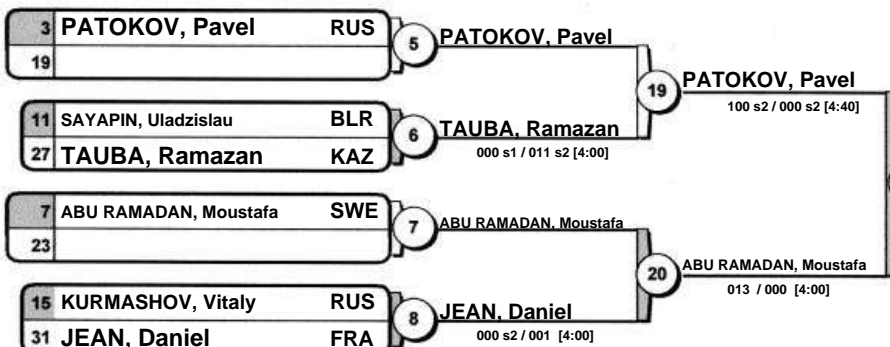 3 PATOKOV, Pavel RUS
19
5
PATOKOV, Pavel
11 SAYAPIN, Uladzislau BLR
27 TAUBA, Ramazan KAZ
6
TAUBA, Ramazan
000 s1 / 011 s2 [4:00]
19
PATOKOV, Pavel
100 s2 / 000 s2 [4:40]
7 ABU RAMADAN, Moustafa SWE
23
7
ABU RAMADAN, Moustafa
15 KURMASHOV, Vitaly RUS
31 JEAN, Daniel FRA
8
JEAN, Daniel
000 s2 / 001 [4:00]
20
ABU RAMADAN, Moustafa
013 / 000 [4:00]